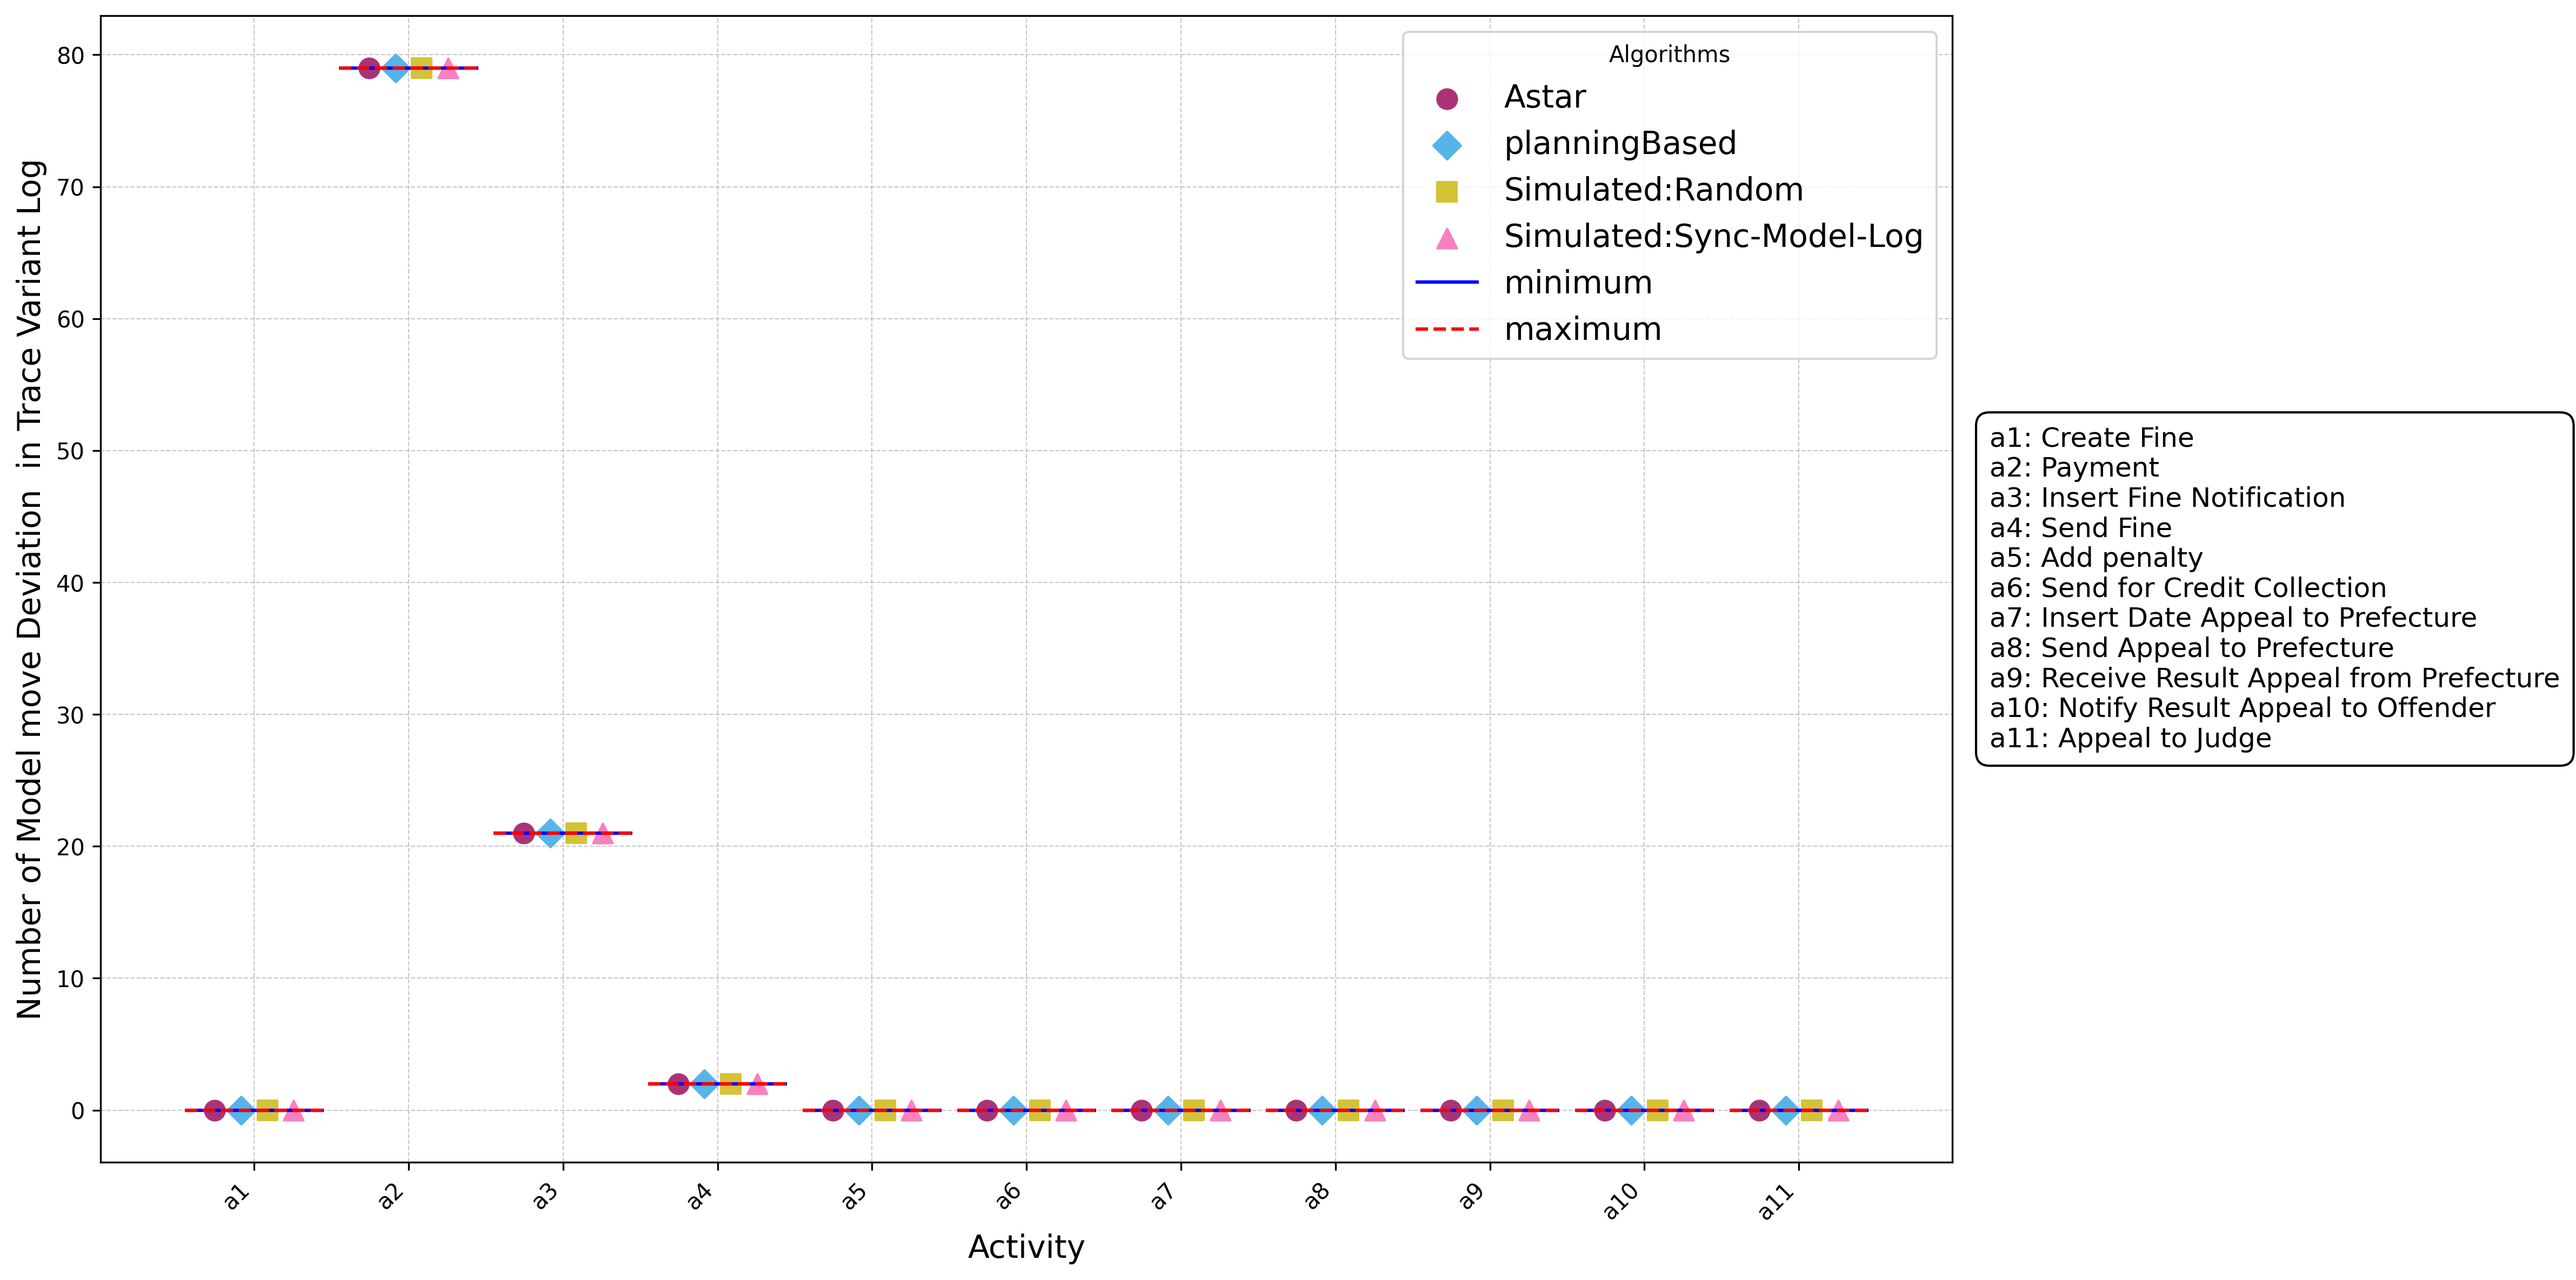 Number of Model move Deviation  in Trace Variant Log
80
70
60
50
40
30
20
10
0
Algorithms
Astar
planningBased
Simulated:Random
Simulated:Sync-Model-Log
minimum
maximum
a1: Create Fine
a2: Payment
a3: Insert Fine Notification
a4: Send Fine
a5: Add penalty
a6: Send for Credit Collection
a7: Insert Date Appeal to Prefecture
a8: Send Appeal to Prefecture
a9: Receive Result Appeal from Prefecture
a10: Notify Result Appeal to Offender
a11: Appeal to Judge
a1 a2 a3 a4 a5 a6 a7 a8 a9 a10 a11
Activity